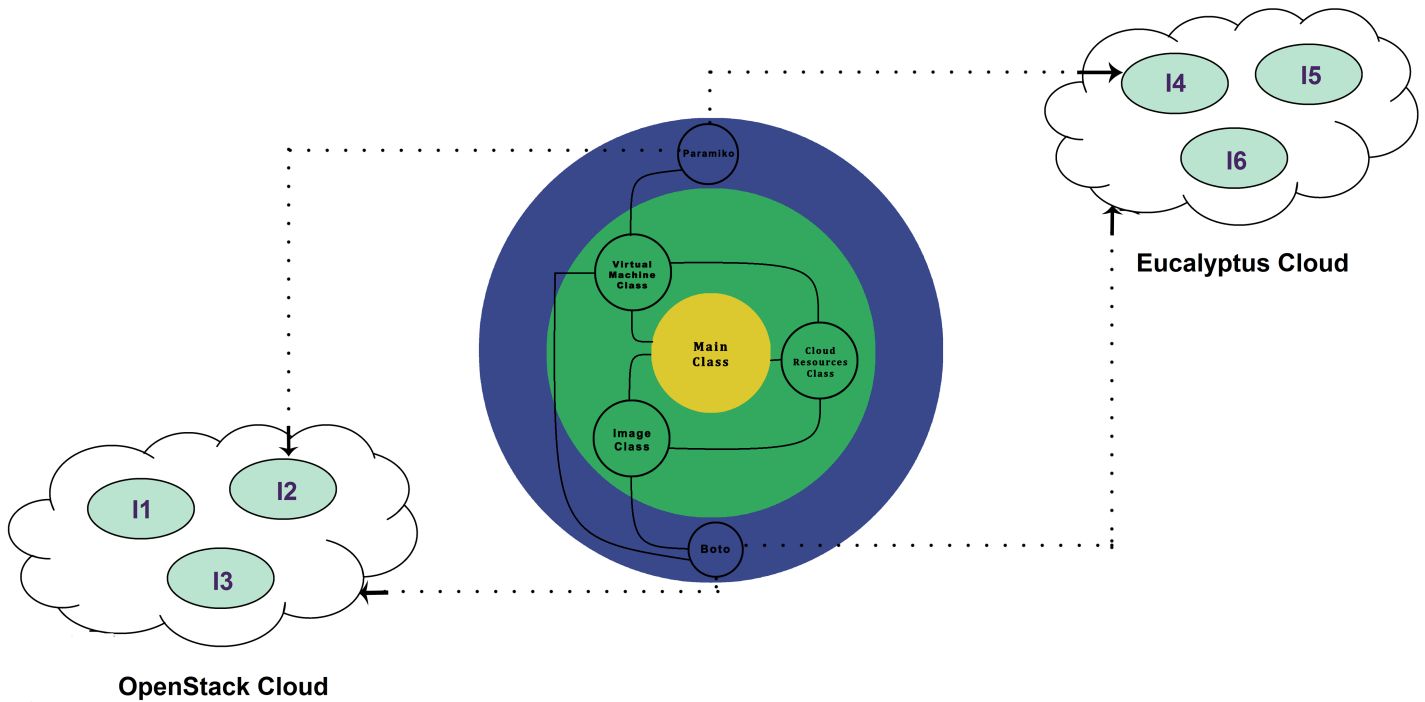 I4
I5
I6
Eucalyptus Cloud
Paramiko
Virtual
Machine
Class
Main
Class
Cloud
Resources
Class
Image
Class
Boto
I1
I2
I3
OpenStack Cloud